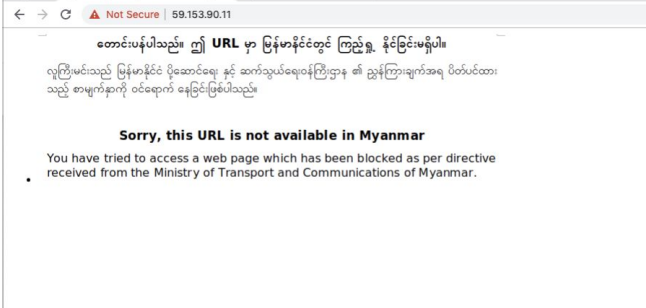 Not Secure | 59.153.90.11
တောင်းပန်ပါသည်။ ဤ URL မှာ မြန်မာနိုင်ငံတွင် ကြည့်ရှု့ နိုင်ခြင်းမရှိပါ။
လူကြီးမင်းသည် မြန်မာနိုင်ငံ ပို့ဆောင်ရေး နှင့် ဆက်သွယ်ရေးဝန်ကြီးဌာန ၏ ညွှန်ကြားချက်အရ ပိတ်ပင်ထား
သည့် စာမျက်နှာကို ဝင်ရောက် နေခြင်းဖြစ်ပါသည်။
Sorry, this URL is not available in Myanmar
You have tried to access a web page which has been blocked as per directive
received from the Ministry of Transport and Communications of Myanmar.